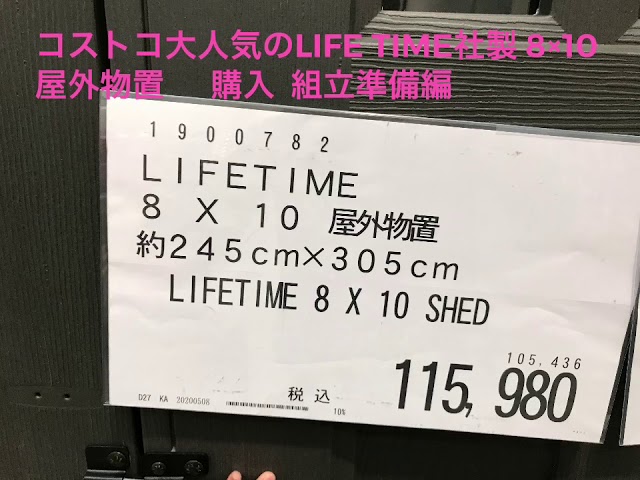 コストコ大人気のLIFE TIME社製 8×10
屋外物置 購入 組立準備編
1900782
LIFETIME
8 X 10 屋外物置
約245cm×305cm
LIFETIME 8 X 10 SHED
105,436
税込 115,980
D27 KA 20200508 10%